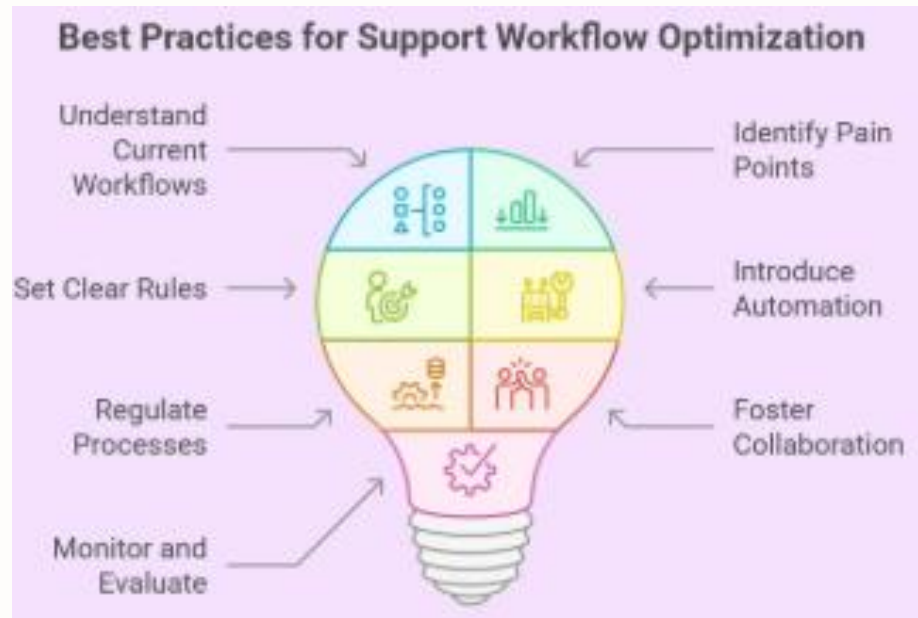 Best Practices for Support Workflow Optimization
Understand
Current
Workflows
Identify Pain
Points
Set Clear Rules
Introduce
Automation
Regulate
Processes
Foster
Collaboration
Monitor and
Evaluate